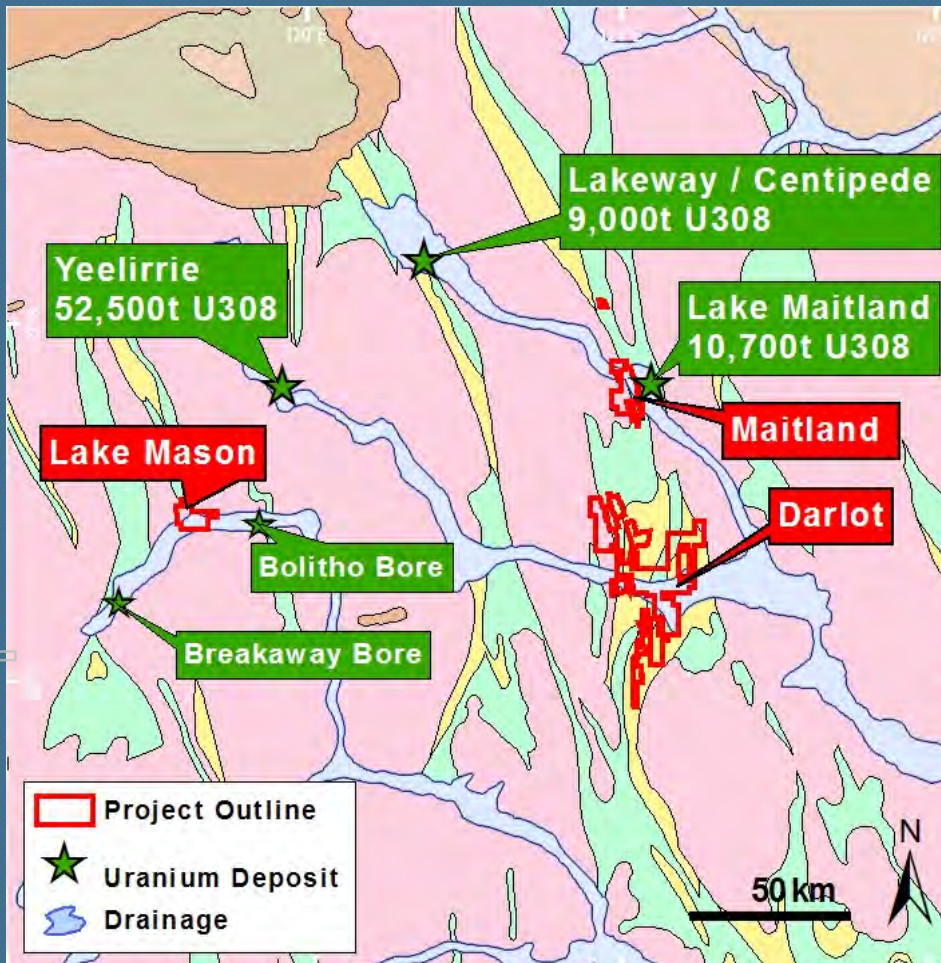 Lakeway / Centipede
9,000t U308
Yeelirrie
52,500t U308
Lake Maitland
10,700t U308
Maitland
Lake Mason
Darlot
Bolitho Bore
Breakaway Bore
Project Outline
Uranium Deposit
Drainage
N
50 km